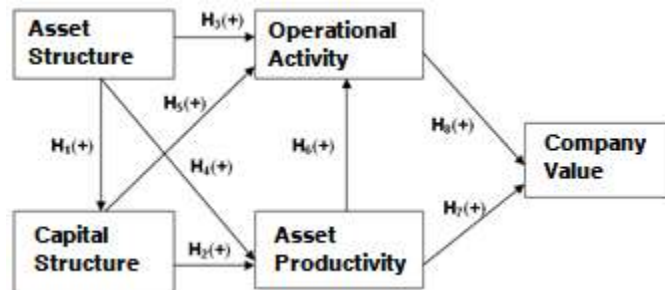 Asset
Structure
H₃(+)
Operational
Activity
H₅(+)
H₁(+)
H₄(+)
H₆(+)
H₈(+)
Company
Value
H₇(+)
Capital
Structure
H₂(+)
Asset
Productivity